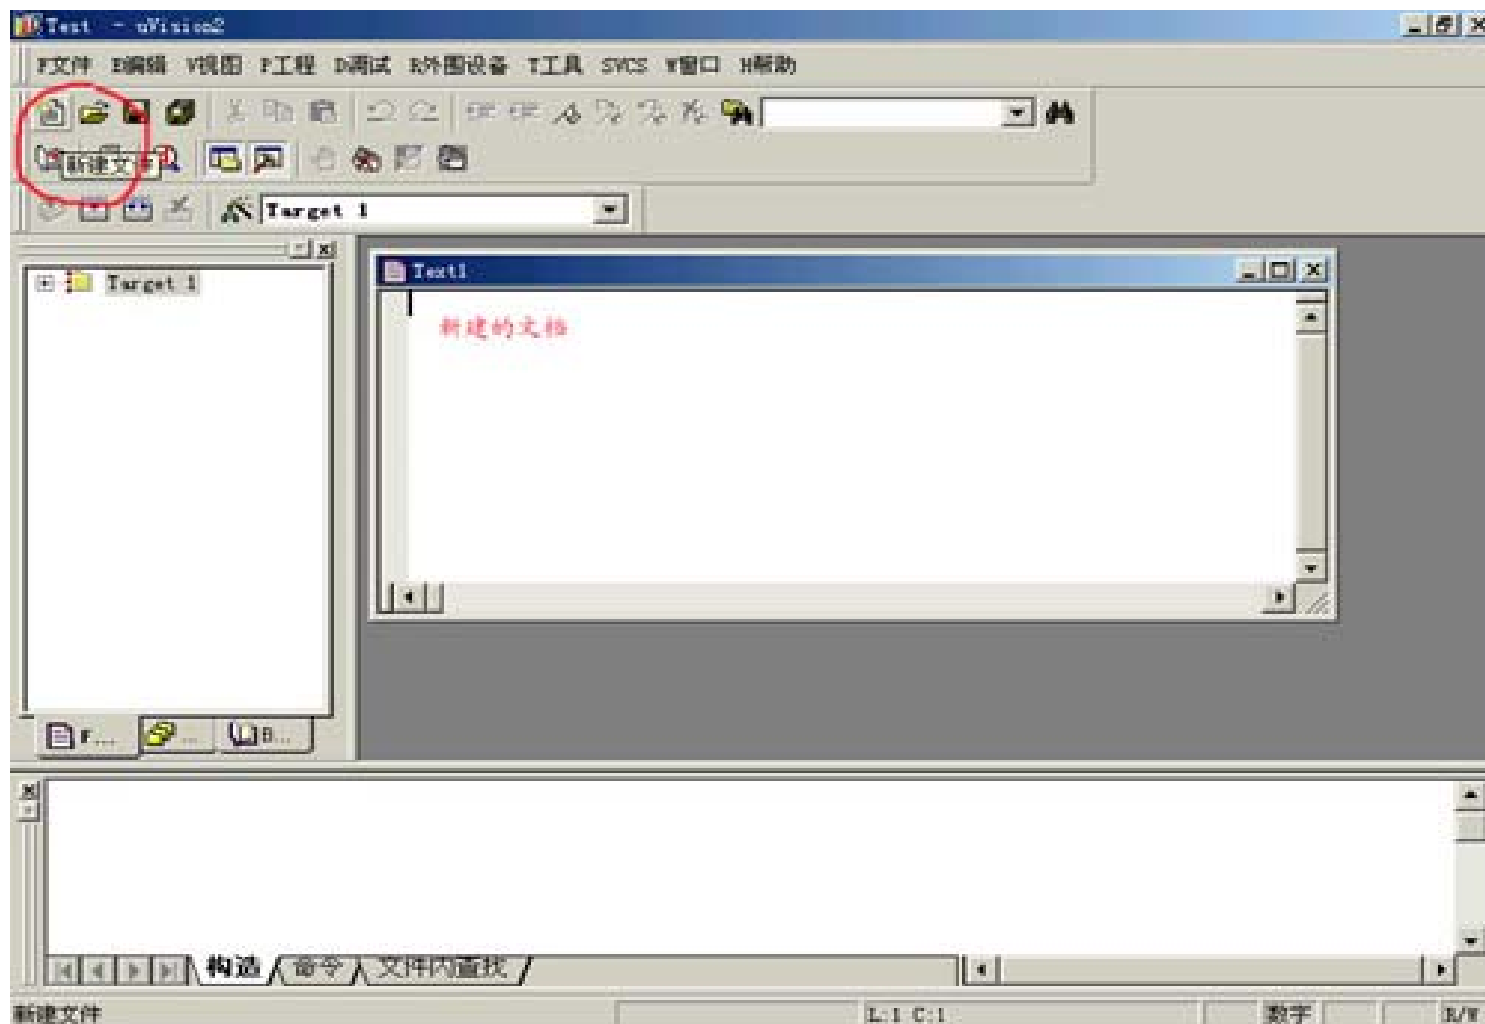 Test - uVision2
F文件 E编辑 V视图 P工程 D调试 R外围设备 T工具 SVCS W窗口 H帮助
新建文件
Target 1
Target 1
Text1
新建的文档
F...
...
B...
构造 命令 文件内查找
新建文件 L:1 C:1 数字 R/W